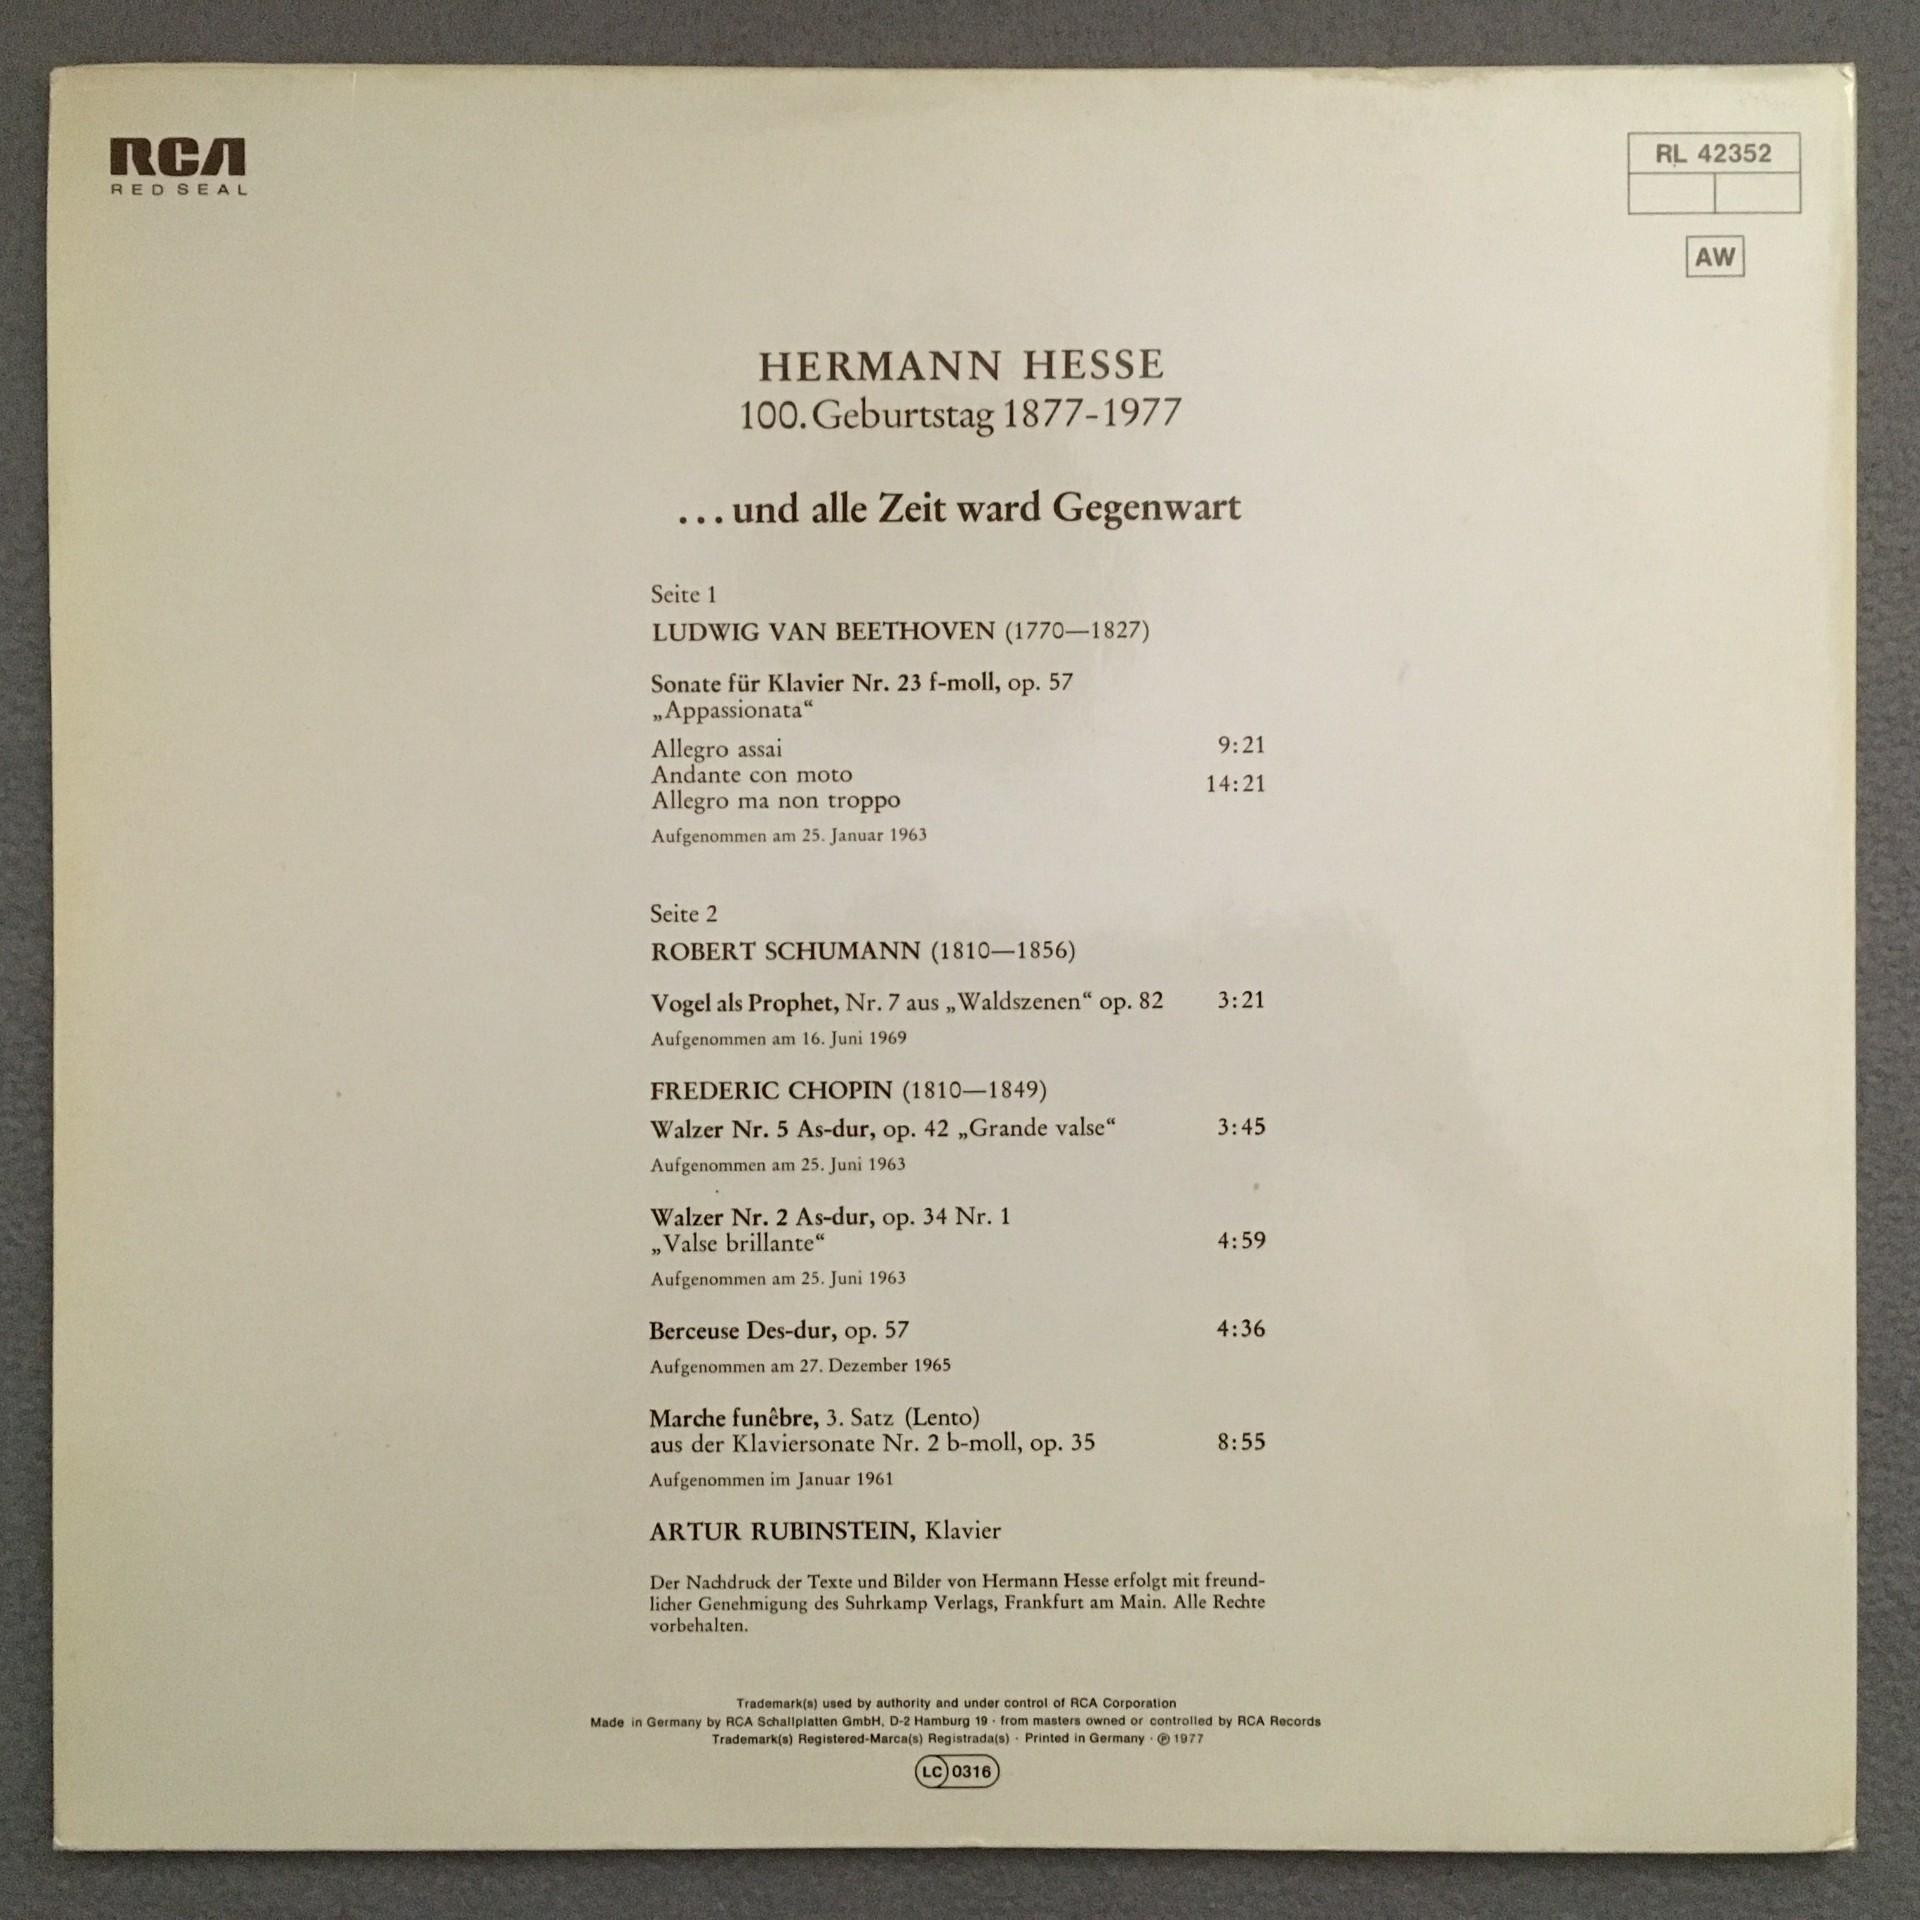 RCA
RED SEAL
RL 42352
AW
HERMANN HESSE
100. Geburtstag 1877-1977
...und alle Zeit ward Gegenwart
Seite 1
LUDWIG VAN BEETHOVEN (1770—1827)
Sonate für Klavier Nr. 23 f-moll, op. 57
„Appassionata“
Allegro assai 9:21
Andante con moto
14:21
Allegro ma non troppo
Aufgenommen am 25. Januar 1963
Seite 2
ROBERT SCHUMANN (1810—1856)
Vogel als Prophet, Nr. 7 aus „Waldszenen“ op. 82 3:21
Aufgenommen am 16. Juni 1969
FREDERIC CHOPIN (1810—1849)
Walzer Nr. 5 As-dur, op. 42 „Grande valse“ 3:45
Aufgenommen am 25. Juni 1963
Walzer Nr. 2 As-dur, op. 34 Nr. 1
„Valse brillante“ 4:59
Aufgenommen am 25. Juni 1963
Berceuse Des-dur, op. 57 4:36
Aufgenommen am 27. Dezember 1965
Marche funêbre, 3. Satz (Lento)
aus der Klaviersonate Nr. 2 b-moll, op. 35 8:55
Aufgenommen im Januar 1961
ARTUR RUBINSTEIN, Klavier
Der Nachdruck der Texte und Bilder von Hermann Hesse erfolgt mit freund-
licher Genehmigung des Suhrkamp Verlags, Frankfurt am Main. Alle Rechte
vorbehalten.
Trademark(s) used by authority and under control of RCA Corporation
Made in Germany by RCA Schallplatten GmbH, D-2 Hamburg 19 · from masters owned or controlled by RCA Records
Trademark(s) Registered-Marca(s) Registrada(s) · Printed in Germany · ℗ 1977
LC 0316